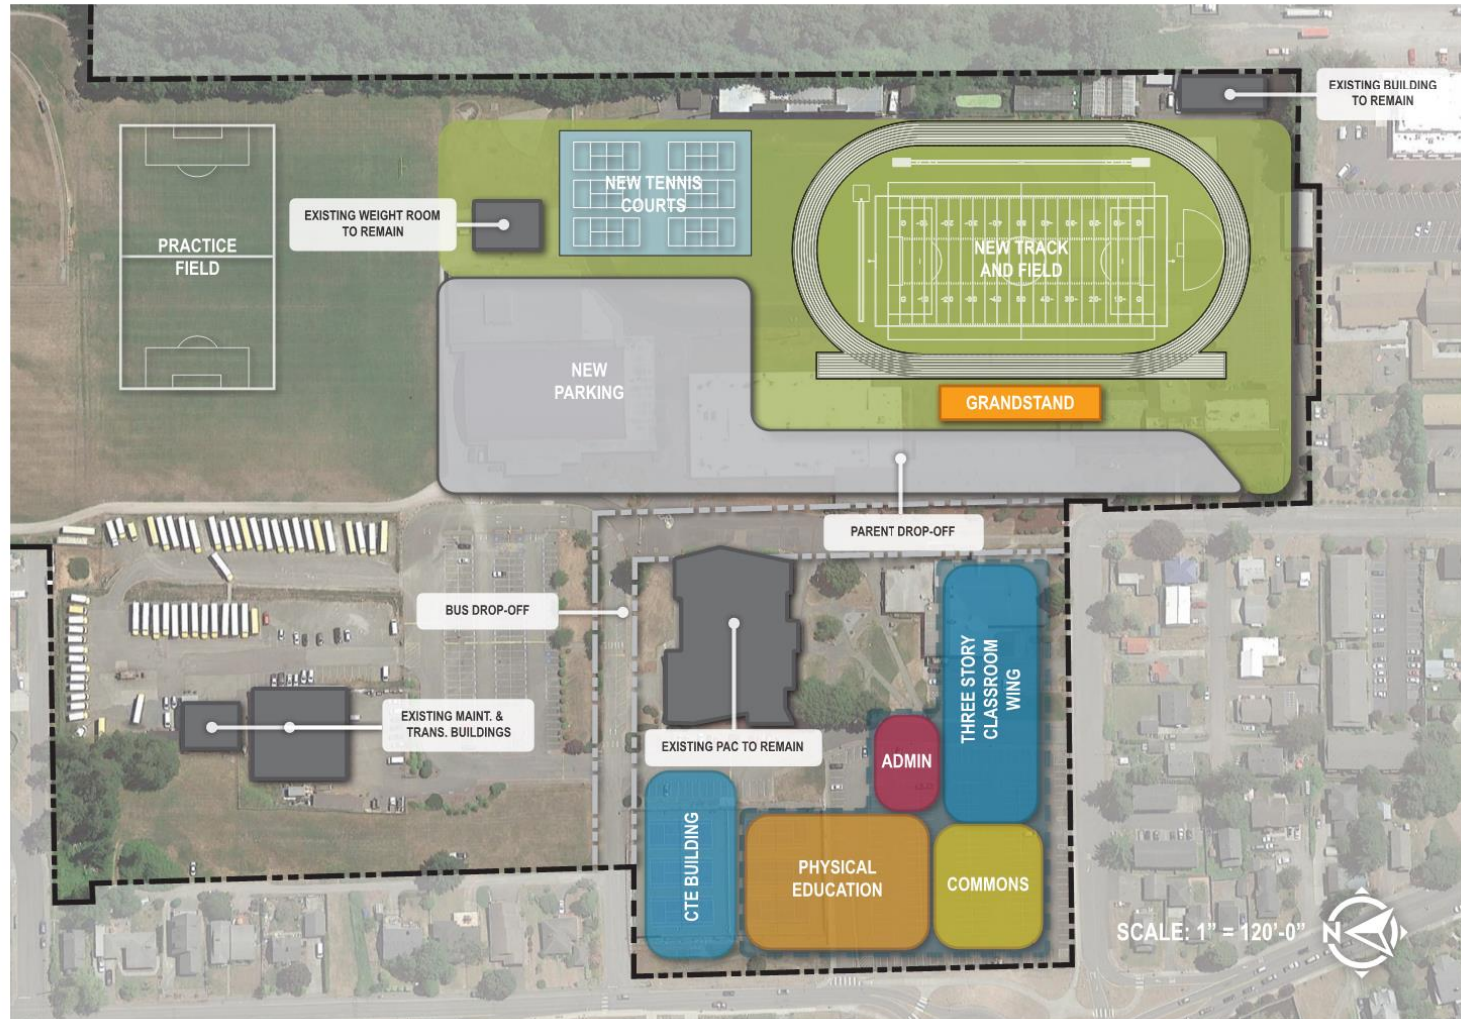 EXISTING BUILDING
TO REMAIN
NEW TENNIS
COURTS
EXISTING WEIGHT ROOM
TO REMAIN
PRACTICE
FIELD
NEW TRACK
AND FIELD
NEW
PARKING
GRANDSTAND
PARENT DROP-OFF
BUS DROP-OFF
THREE STORY
CLASSROOM
WING
EXISTING MAINT. &
TRANS. BUILDINGS
EXISTING PAC TO REMAIN
ADMIN
CTE BUILDING
PHYSICAL
EDUCATION
COMMONS
SCALE: 1” = 120’-0”
N